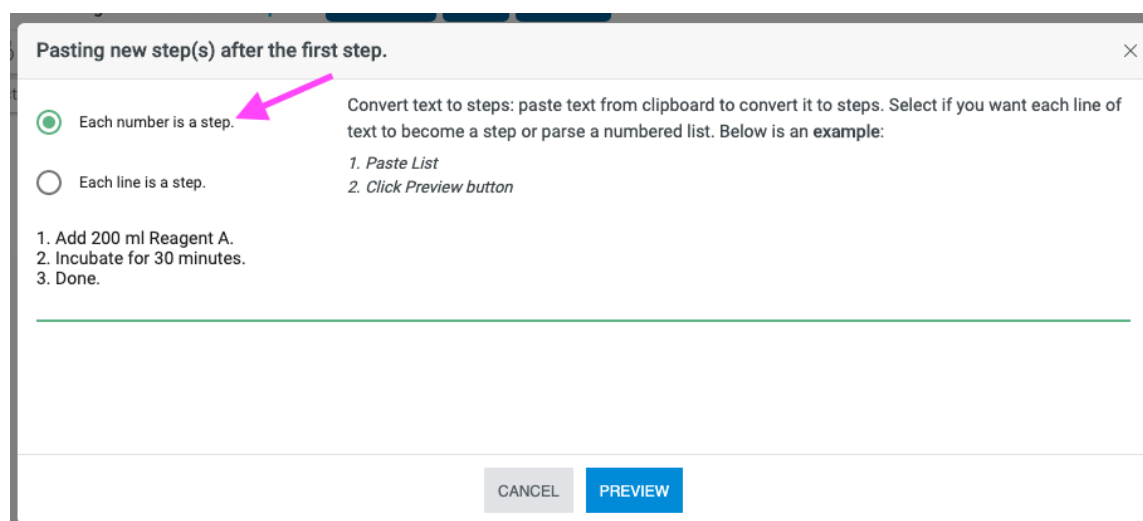 Pasting new step(s) after the first step.
Each number is a step.
Convert text to steps: paste text from clipboard to convert it to steps. Select if you want each line of
text to become a step or parse a numbered list. Below is an example:
1. Paste List
2. Click Preview button
Each line is a step.
1. Add 200 ml Reagent A.
2. Incubate for 30 minutes.
3. Done.
CANCEL
PREVIEW